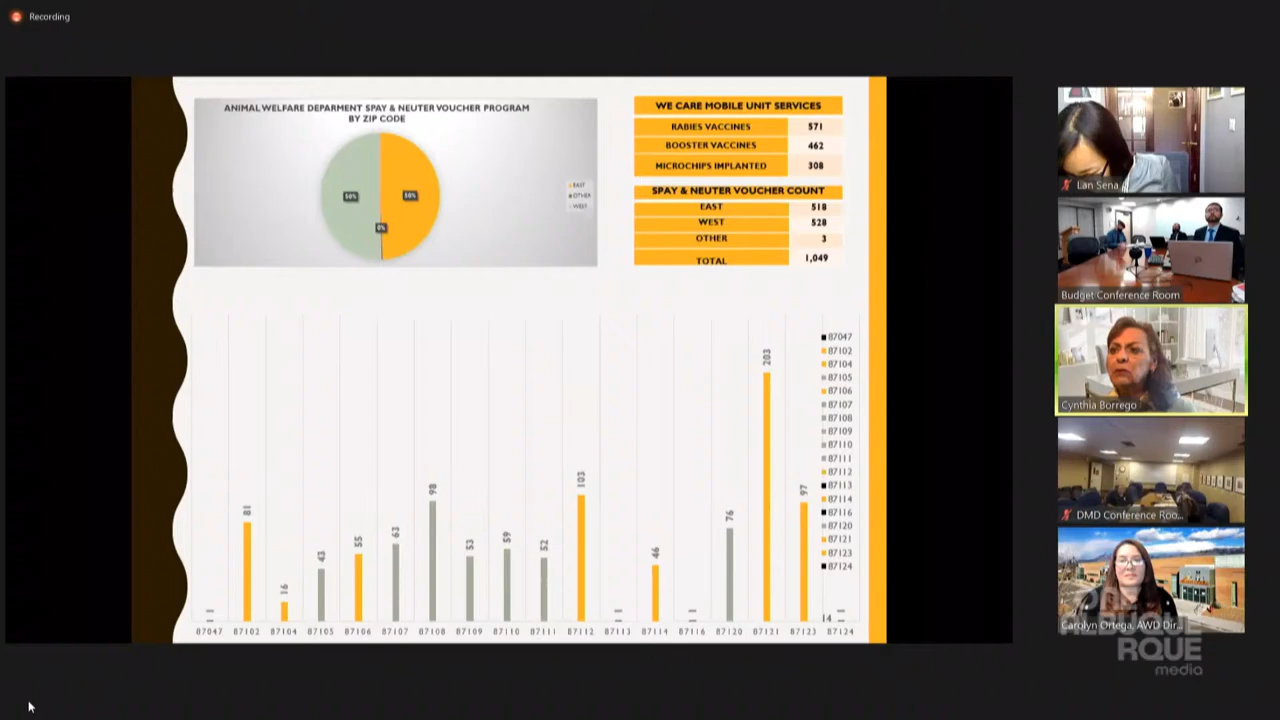 Recording
ANIMAL WELFARE DEPARMENT SPAY & NEUTER VOUCHER PROGRAM
BY ZIP CODE
50%
50%
0%
EAST
OTHER
WEST
WE CARE MOBILE UNIT SERVICES
RABIES VACCINES 571
BOOSTER VACCINES 462
MICROCHIPS IMPLANTED 308
SPAY & NEUTER VOUCHER COUNT
EAST 518
WEST 528
OTHER 3
TOTAL 1,049
81
16
43
55
63
98
53
59
52
103
46
76
203
97
14
87047 87102 87104 87105 87106 87107 87108 87109 87110 87111 87112 87113 87114 87116 87120 87121 87123 87124
87047
87102
87104
87105
87106
87107
87108
87109
87110
87111
87112
87113
87114
87116
87120
87121
87123
87124
Lan Sena
Budget Conference Room
Cynthia Borrego
DMD Conference Roo...
Carolyn Ortega, AWD Dir...
RQUE
media